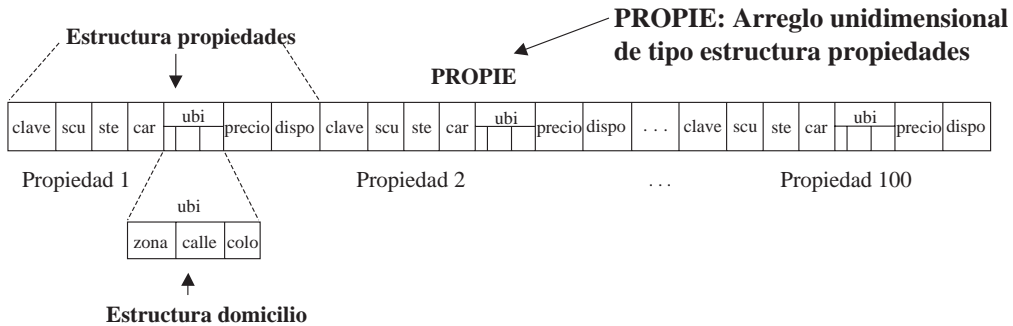 PROPIE: Arreglo unidimensional
de tipo estructura propiedades
Estructura propiedades
PROPIE
clave scu ste car ubi precio dispo clave scu ste car ubi precio dispo . . . clave scu ste car ubi precio dispo
Propiedad 1 Propiedad 2 . . . Propiedad 100
ubi
zona calle colo
Estructura domicilio